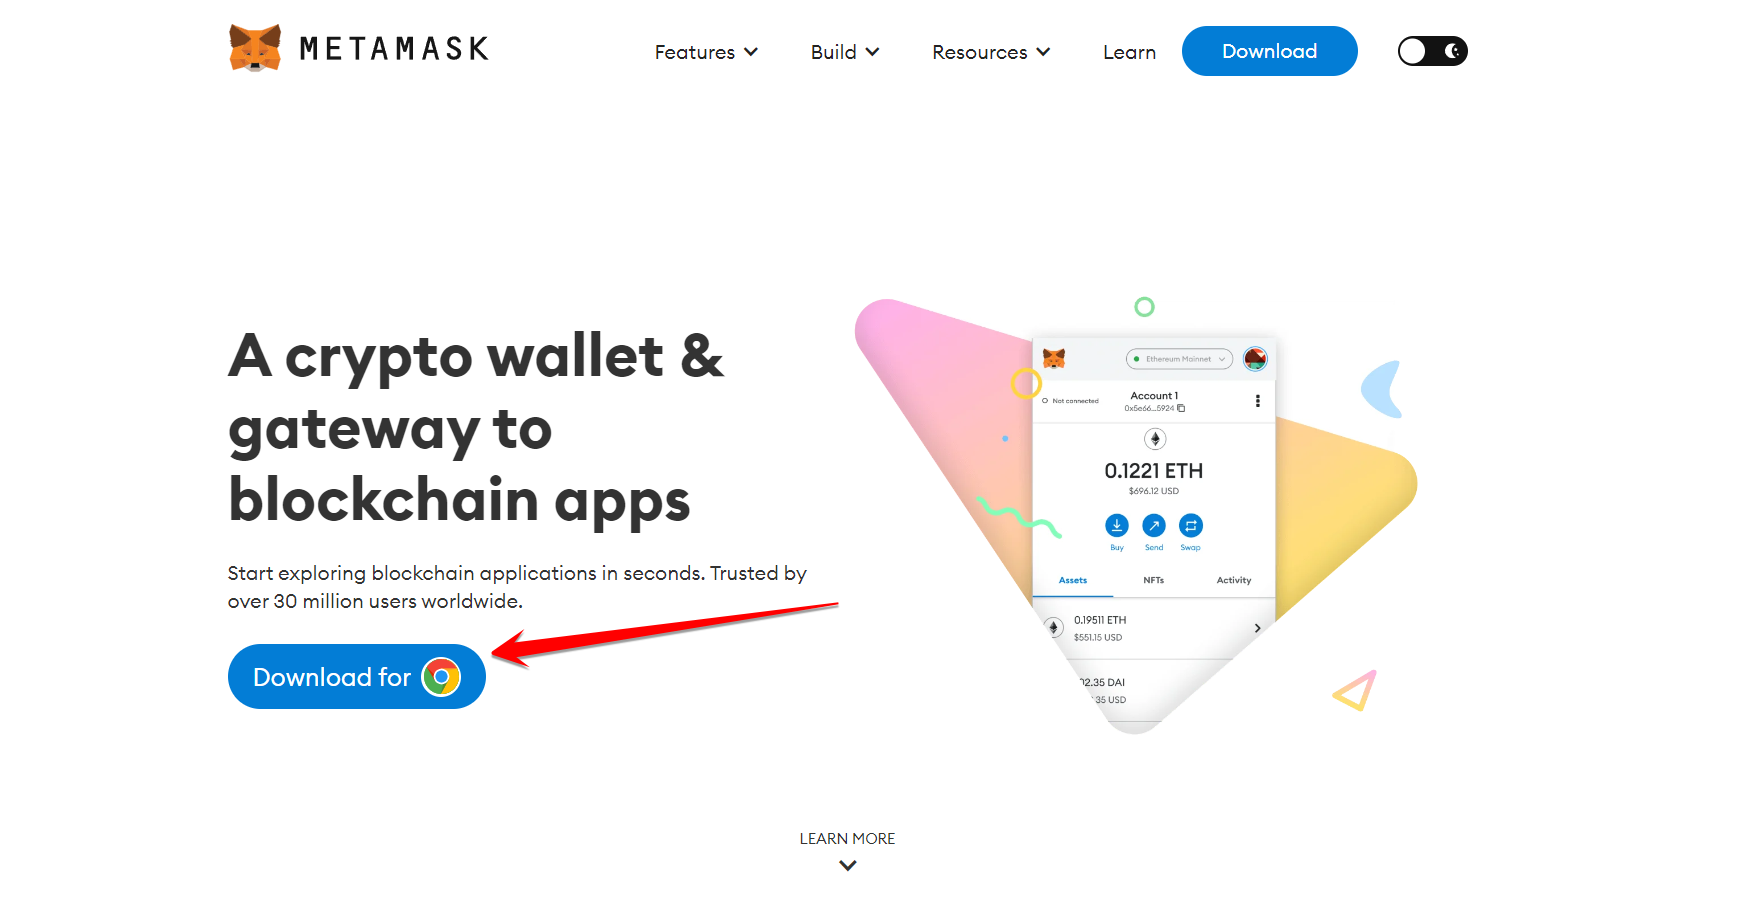 METAMASK
Features
Build
Resources
Learn
Download
A crypto wallet &
gateway to
blockchain apps
Start exploring blockchain applications in seconds. Trusted by
over 30 million users worldwide.
Download for
Ethereum Mainnet
Not connected
Account 1
0x5e66...5924
0.1221 ETH
$696.12 USD
Buy
Send
Swap
Assets
NFTs
Activity
0.19511 ETH
$551.15 USD
02.35 DAI
.35 USD
LEARN MORE